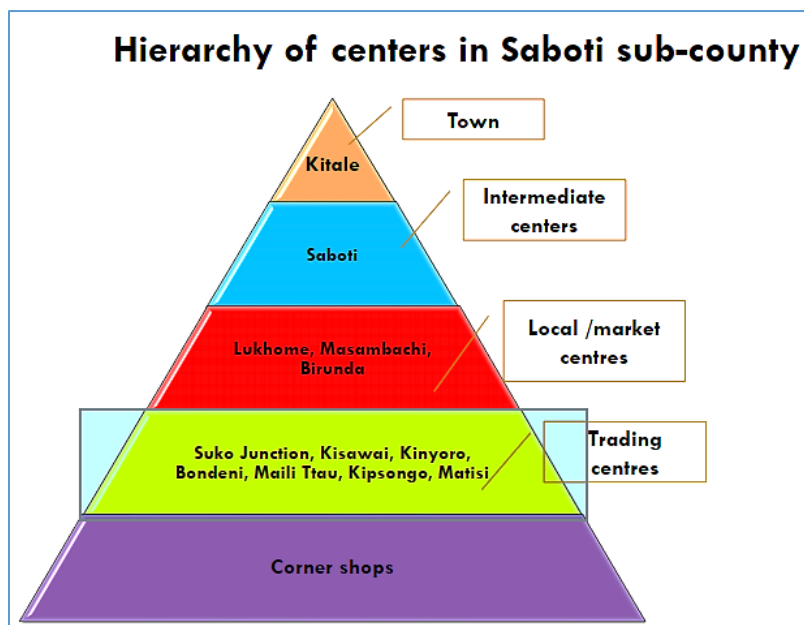 Hierarchy of centers in Saboti sub-county
Town
Kitale
Intermediate
centers
Saboti
Local /market
centres
Lukhome, Masambachi,
Birunda
Trading
centres
Suko Junction, Kisawai, Kinyoro,
Bondeni, Maili Ttau, Kipsongo, Matisi
Corner shops